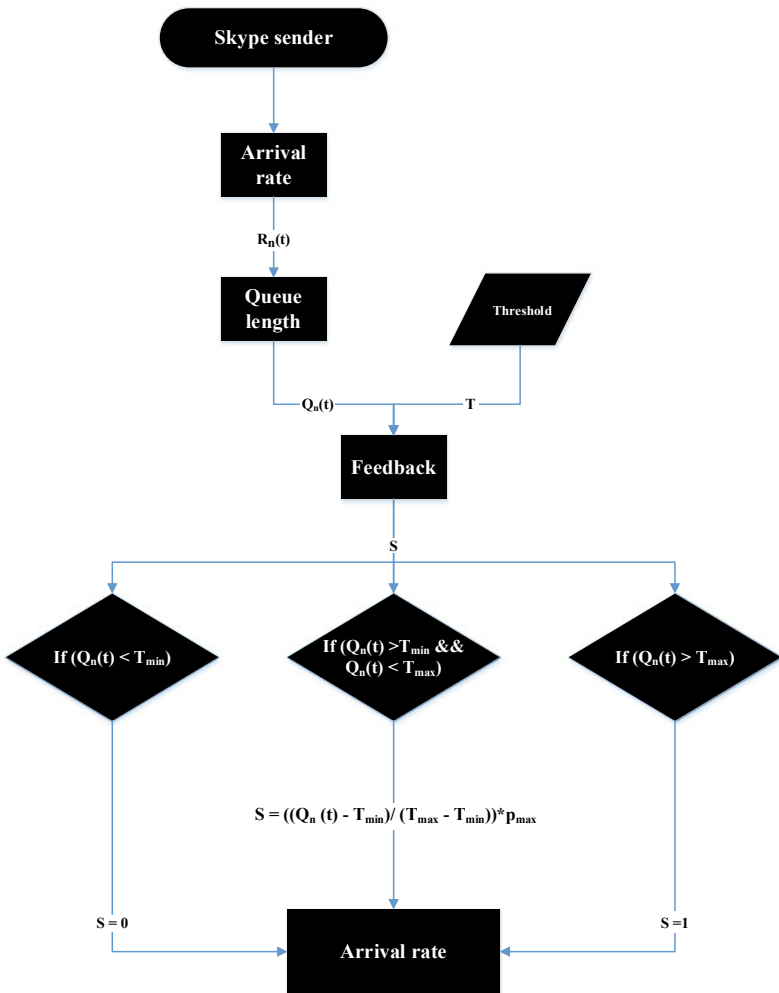 Skype sender
Arrival
rate
Rn(t)
Queue
length
Threshold
Qn(t)
T
Feedback
S
If (Qn(t) < Tmin)
If (Qn(t) >Tmin &&
Qn(t) < Tmax)
If (Qn(t) > Tmax)
S = ((Qn (t) - Tmin)/ (Tmax - Tmin))*pmax
S = 0
S =1
Arrival rate